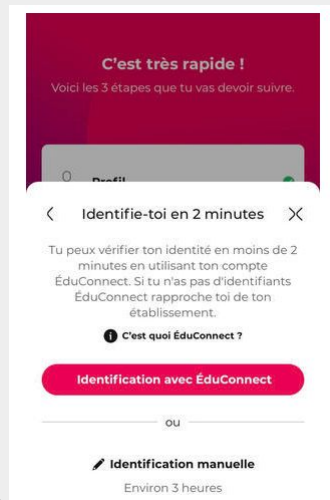 C'est très rapide !
Voici les 3 étapes que tu vas devoir suivre.
Profil
Identifie-toi en 2 minutes
Tu peux vérifier ton identité en moins de 2
minutes en utilisant ton compte
ÉduConnect. Si tu n'as pas d'identifiants
ÉduConnect rapproche toi de ton
établissement.
C'est quoi ÉduConnect ?
Identification avec ÉduConnect
ou
Identification manuelle
Environ 3 heures